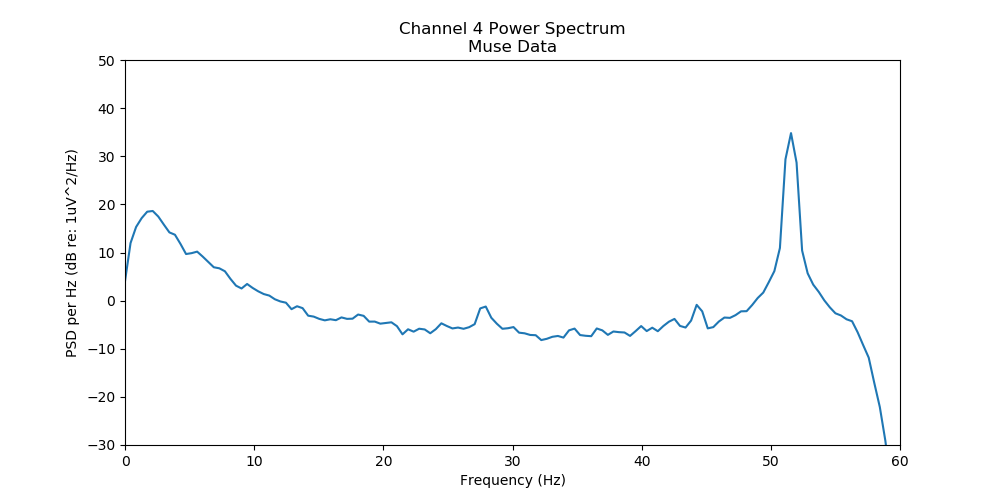 Channel 4 Power Spectrum
Muse Data
PSD per Hz (dB re: 1uV^2/Hz)
50
40
30
20
10
0
−10
−20
−30
0 10 20 30 40 50 60
Frequency (Hz)